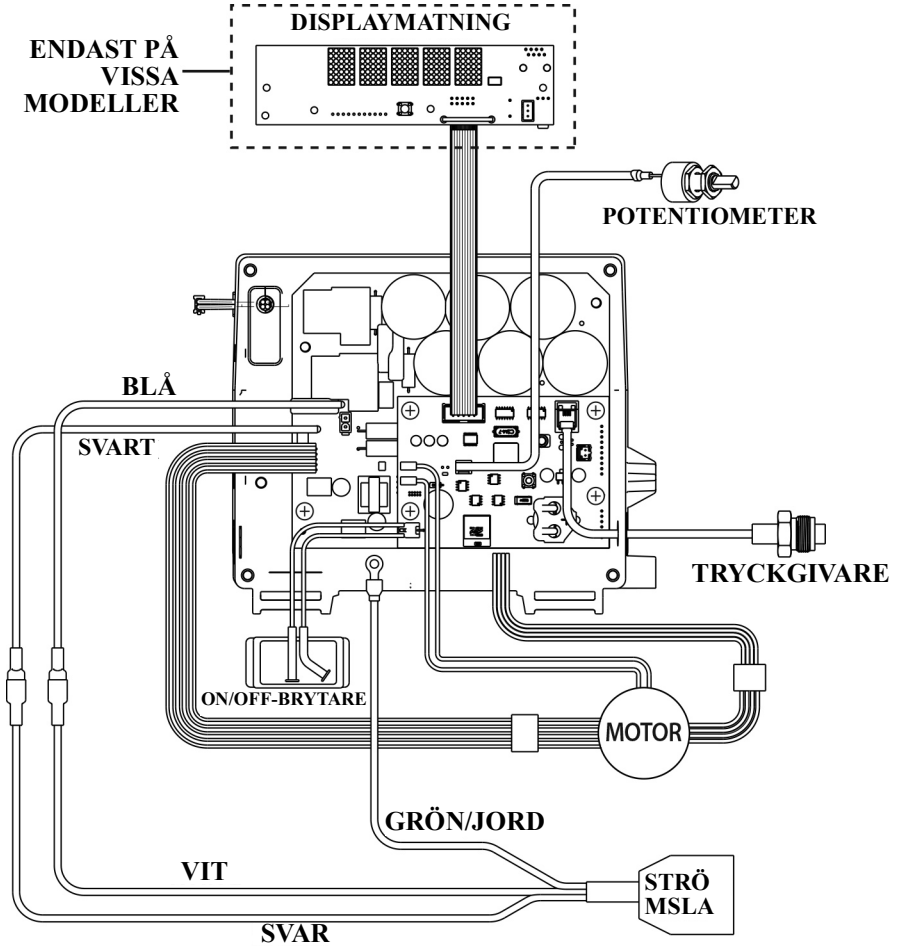 DISPLAYMATNING
ENDAST PÅ
VISSA
MODELLER
POTENTIOMETER
BLÅ
SVART
TRYCKGIVARE
ON/OFF-BRYTARE
MOTOR
GRÖN/JORD
VIT
STRÖ
MSLA
SVAR